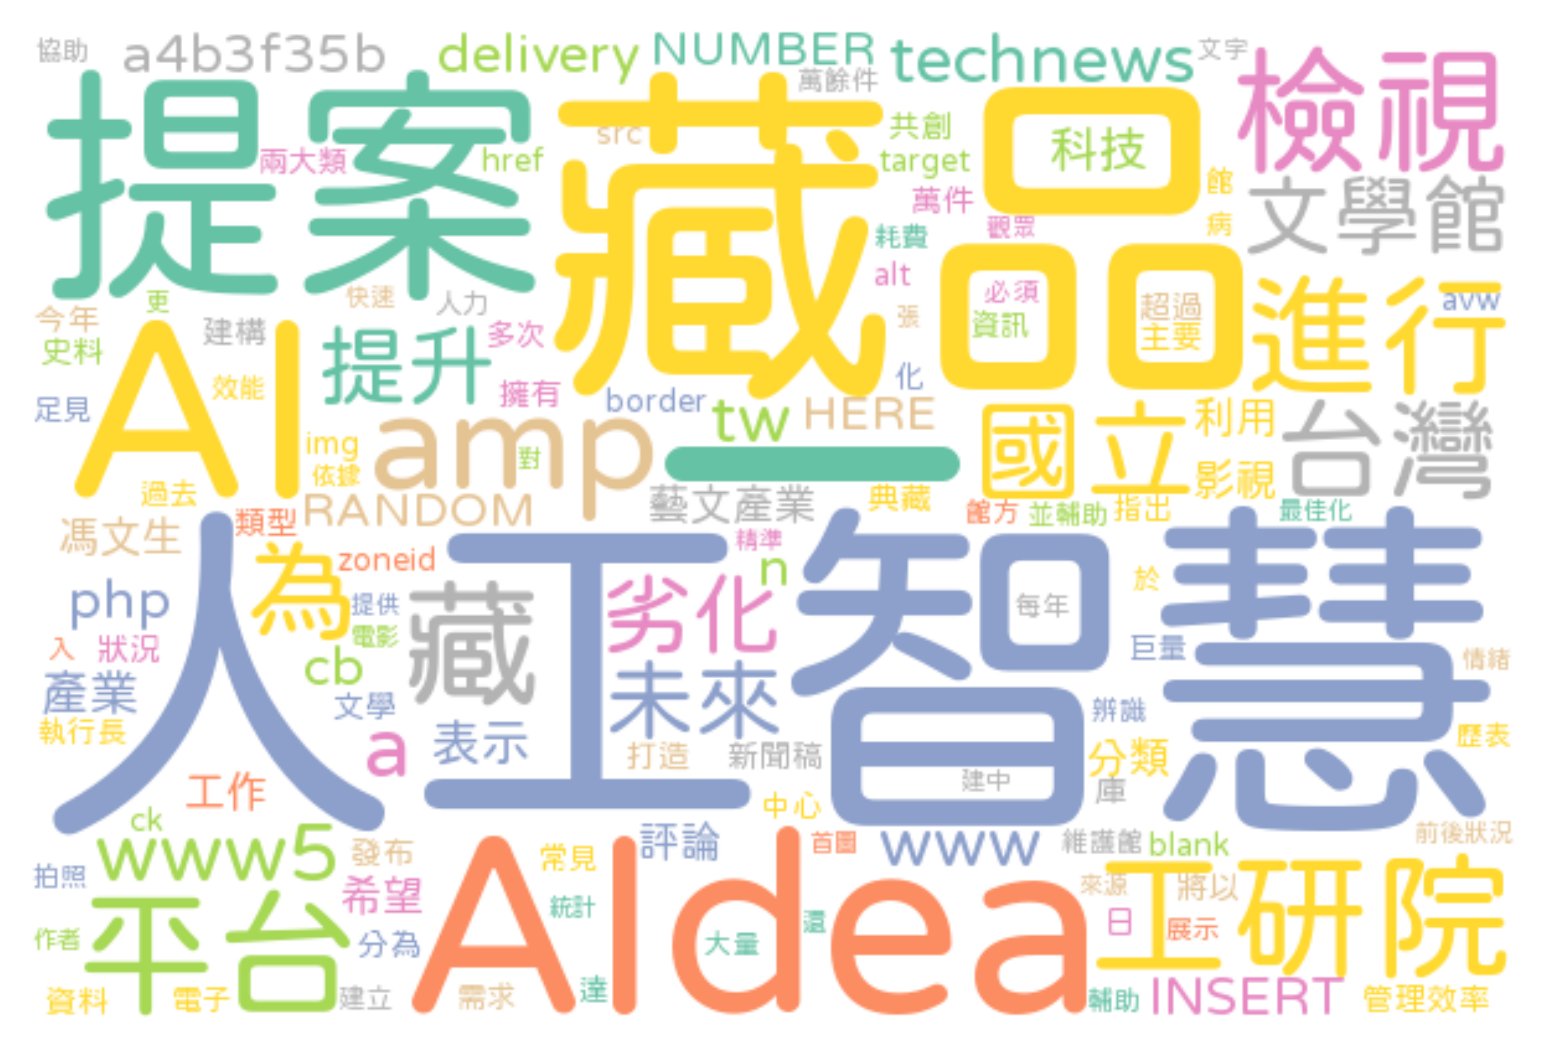 協助 a4b3f35b delivery NUMBER technews 文字
提案 藏品 檢視
萬餘件
src 共創 科技
兩大類 href target
萬件 館 文學館
觀眾 病
耗費
alt 必須 進行
更 快速 人力 超過 avw
今年 建構 提升 多次 張 資訊 主要
史料
AI 效能 擁有 化
足見 border tw HERE 國立 利用 台灣
amp 一
img 對
依據 影視
過去 RANDOM 藝文產業 典藏 館方 並輔助 指出 最佳化
馮文生 類型
人工智慧
為 zoneid 精準
n 劣化 於
php 提供 藏 每年
電影
入 狀況 cb 未來 巨量 情緒
產業 文學 辨識
執行長 a 表示 打造 新聞稿 分類 歷表
工作 建中 庫
ck 中心
www5 發布 常見 評論 首圖 www 維護館 blank 前後狀況
拍照 希望 AIdea 來源 將以 工研院
平台 統計 還 日 展示
作者 分為 大量
資料 電子 建立 需求 達 輔助 INSERT 管理效率